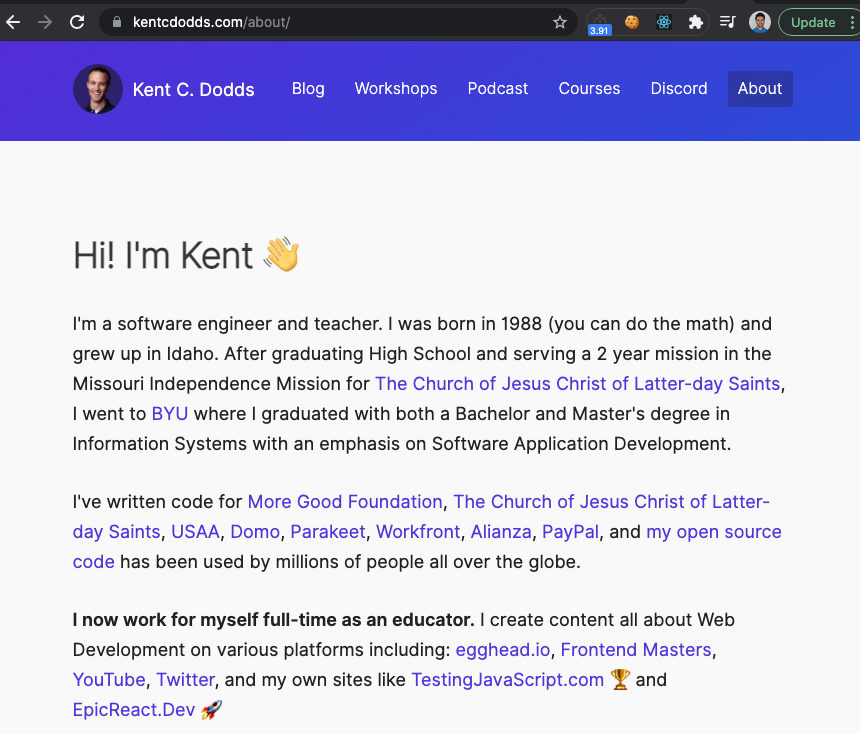 kentcdodds.com/about/
3.91
Update
Kent C. Dodds
Blog
Workshops
Podcast
Courses
Discord
About
Hi! I'm Kent 👋
I'm a software engineer and teacher. I was born in 1988 (you can do the math) and
grew up in Idaho. After graduating High School and serving a 2 year mission in the
Missouri Independence Mission for The Church of Jesus Christ of Latter-day Saints,
I went to BYU where I graduated with both a Bachelor and Master's degree in
Information Systems with an emphasis on Software Application Development.
I've written code for More Good Foundation, The Church of Jesus Christ of Latter-
day Saints, USAA, Domo, Parakeet, Workfront, Alianza, PayPal, and my open source
code has been used by millions of people all over the globe.
I now work for myself full-time as an educator. I create content all about Web
Development on various platforms including: egghead.io, Frontend Masters,
YouTube, Twitter, and my own sites like TestingJavaScript.com 🏆 and
EpicReact.Dev 🚀